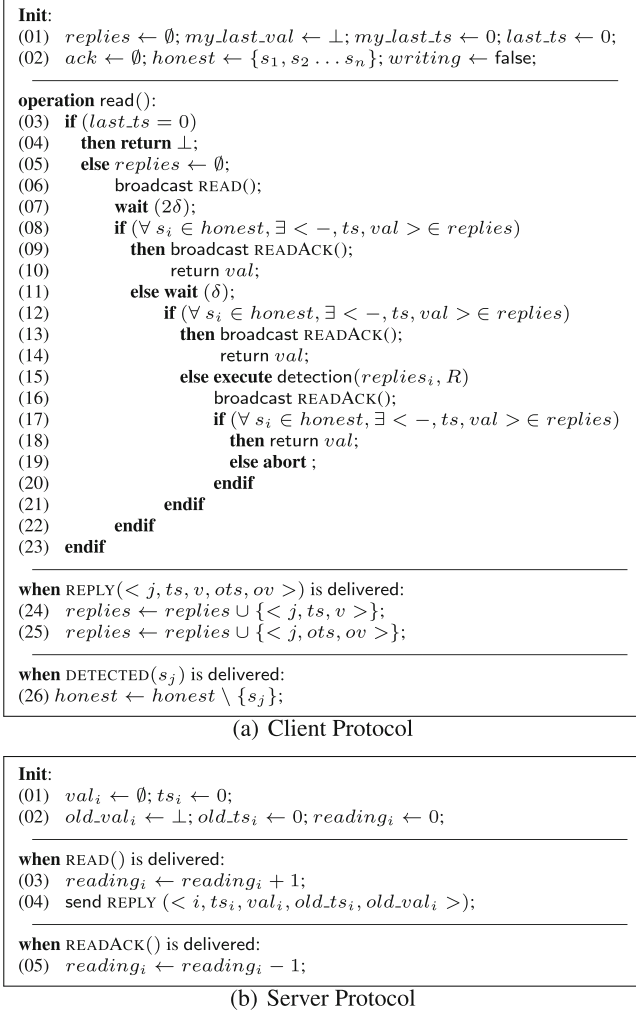 Init:
(01) replies ← ∅; my_last_val ← ⊥; my_last_ts ← 0; last_ts ← 0;
(02) ack ← ∅; honest ← {s₁, s₂ ... sₙ}; writing ← false;
operation read():
(03) if (last_ts = 0)
(04) then return ⊥;
(05) else replies ← ∅;
(06) broadcast READ();
(07) wait (2δ);
(08) if (∀ sᵢ ∈ honest, ∃ < −, ts, val > ∈ replies)
(09) then broadcast READACK();
(10) return val;
(11) else wait (δ);
(12) if (∀ sᵢ ∈ honest, ∃ < −, ts, val > ∈ replies)
(13) then broadcast READACK();
(14) return val;
(15) else execute detection(repliesᵢ, R)
(16) broadcast READACK();
(17) if (∀ sᵢ ∈ honest, ∃ < −, ts, val > ∈ replies)
(18) then return val;
(19) else abort ;
(20) endif
(21) endif
(22) endif
(23) endif
when REPLY(< j, ts, v, ots, ov >) is delivered:
(24) replies ← replies ∪ {< j, ts, v >};
(25) replies ← replies ∪ {< j, ots, ov >};
when DETECTED(sⱼ) is delivered:
(26) honest ← honest \ {sⱼ};
(a) Client Protocol
Init:
(01) valᵢ ← ∅; tsᵢ ← 0;
(02) old_valᵢ ← ⊥; old_tsᵢ ← 0; readingᵢ ← 0;
when READ() is delivered:
(03) readingᵢ ← readingᵢ + 1;
(04) send REPLY (< i, tsᵢ, valᵢ, old_tsᵢ, old_valᵢ >);
when READACK() is delivered:
(05) readingᵢ ← readingᵢ − 1;
(b) Server Protocol